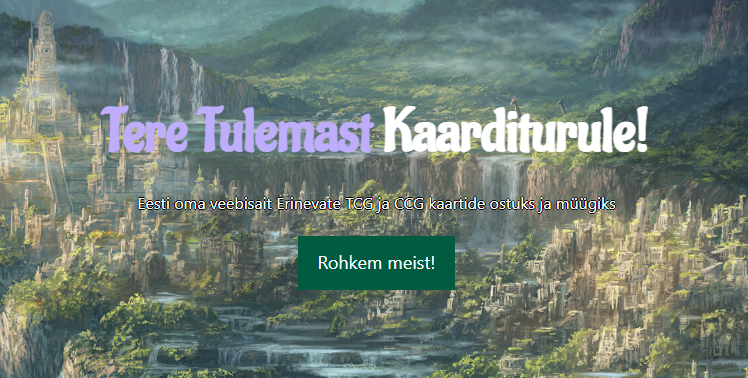 Tere Tulemast Kaarditurule!
Eesti oma veebisait Erinevate TCG ja CCG kaartide ostuks ja müügiks
Rohkem meist!